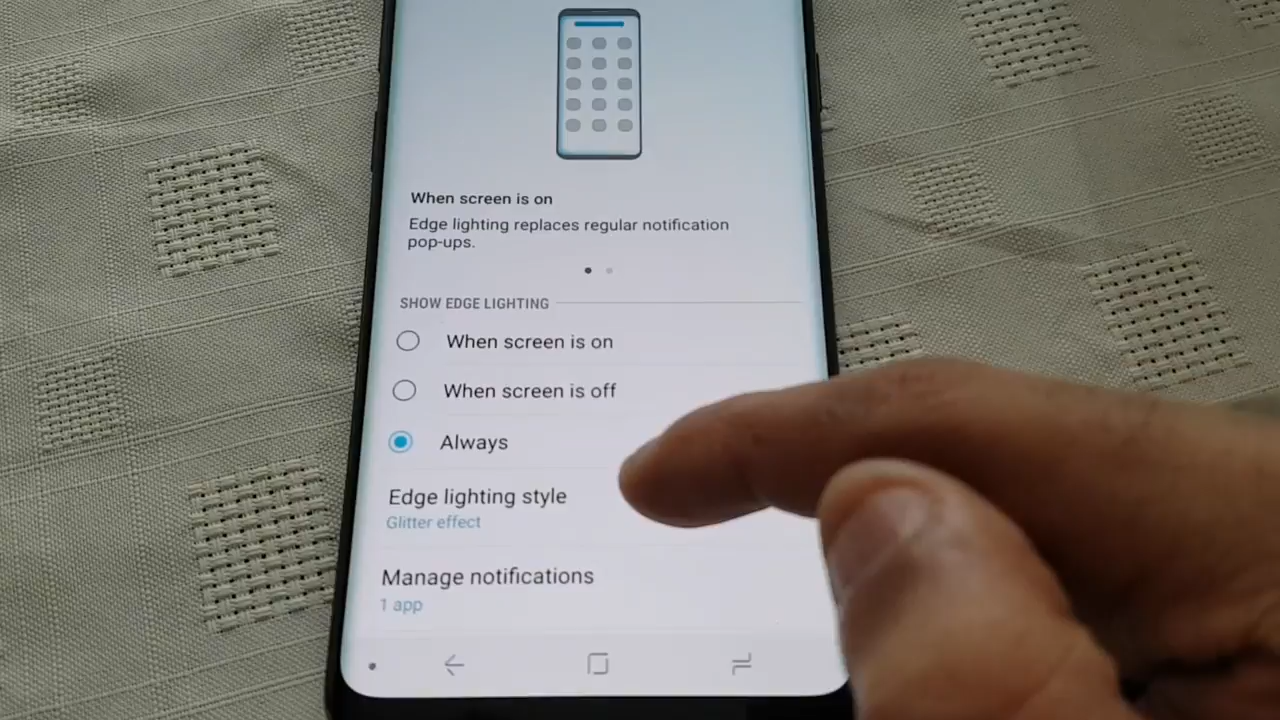 When screen is on
Edge lighting replaces regular notification
pop-ups.
SHOW EDGE LIGHTING
When screen is on
When screen is off
Always
Edge lighting style
Glitter effect
Manage notifications
1 app